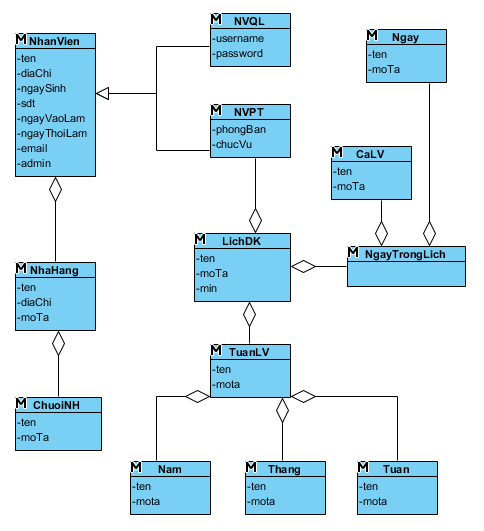 NhanVien
-ten
-diaChi
-ngaySinh
-sdt
-ngayVaoLam
-ngayThoiLam
-email
-admin
NVQL
-username
-password
NVPT
-phongBan
-chucVu
Ngay
-ten
-moTa
CaLV
-ten
-moTa
NgayTrongLich
LichDK
-ten
-moTa
-min
NhaHang
-ten
-diaChi
-moTa
ChuoiNH
-ten
-moTa
TuanLV
-ten
-mota
Nam
-ten
-mota
Thang
-ten
-mota
Tuan
-ten
-mota